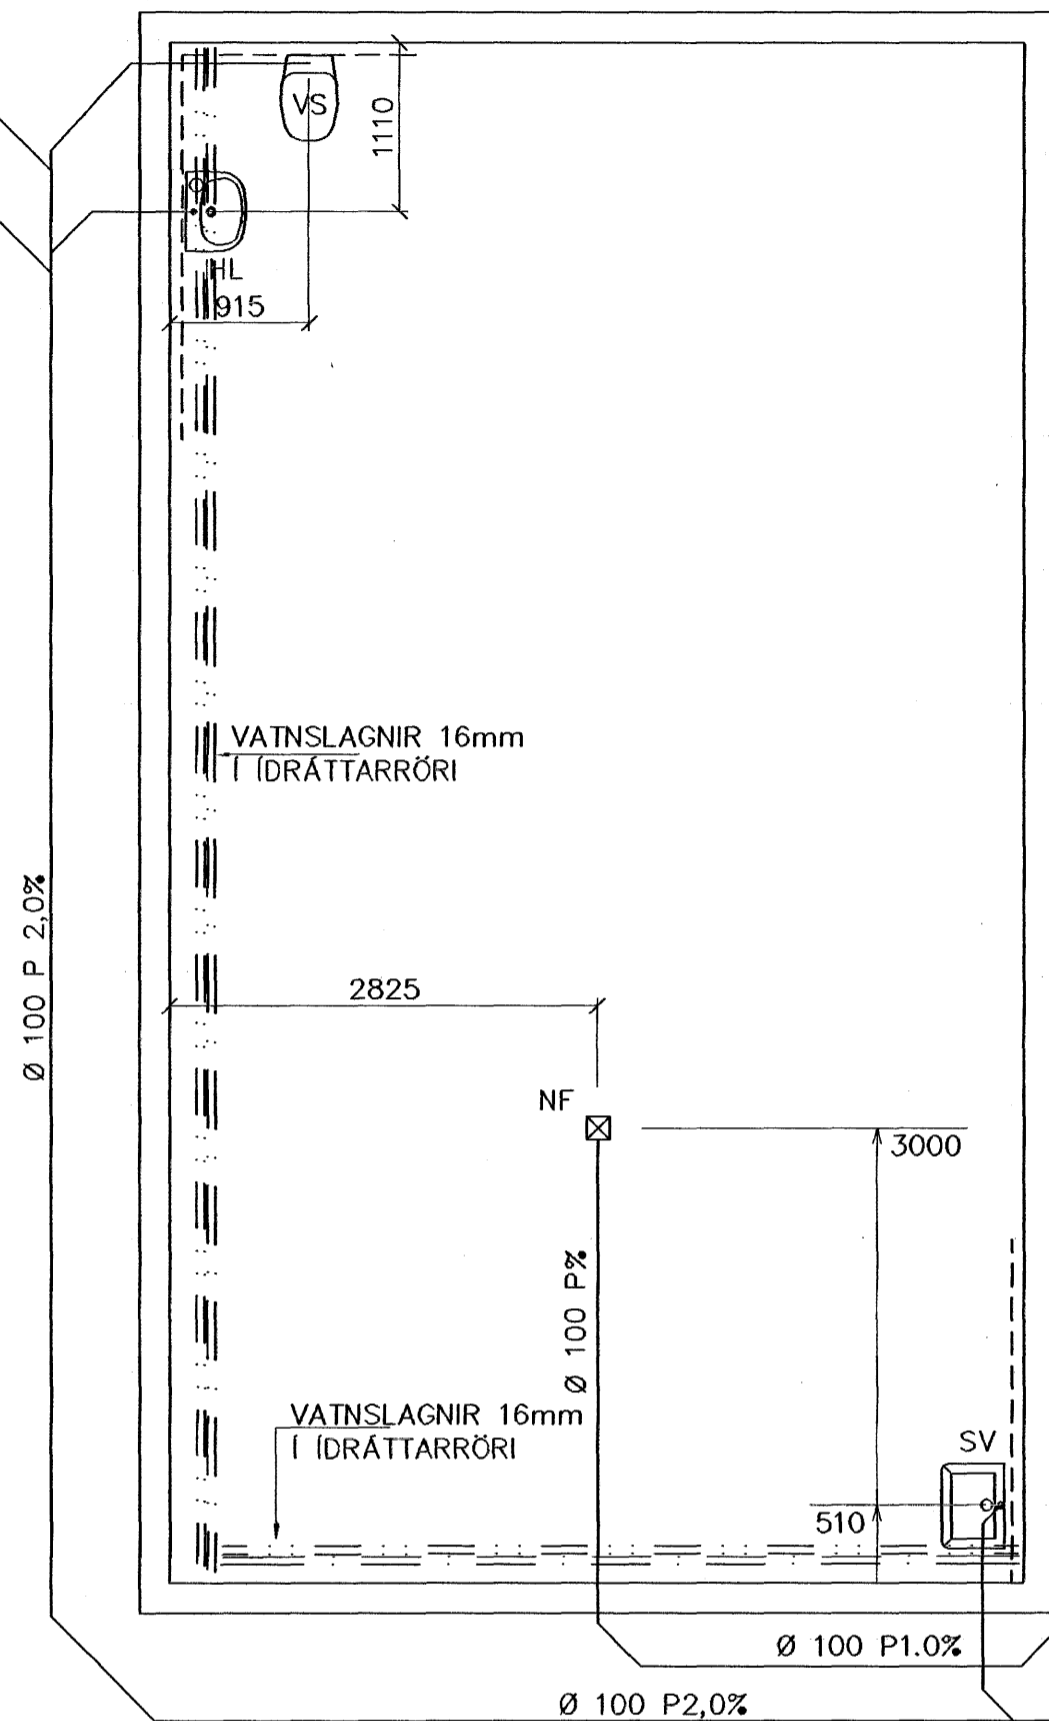 VS
1110
HL
915
VATNSLAGNIR 16mm
Í ÍDRÁTTARRÖRI
Ø 100 P 2,0%
2825
NF
3000
Ø 100 P%
VATNSLAGNIR 16mm
Í ÍDRÁTTARRÖRI
SV
510
Ø 100 P1.0%
Ø 100 P2,0%